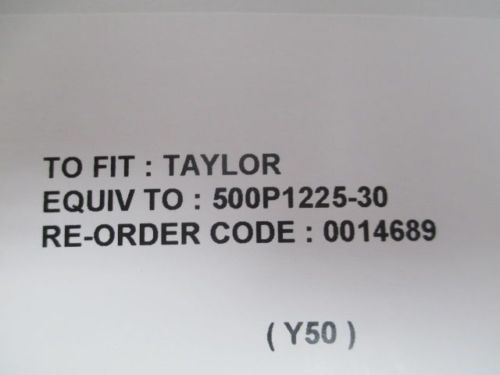 TO FIT : TAYLOR
EQUIV TO : 500P1225-30
RE-ORDER CODE : 0014689
( Y50 )